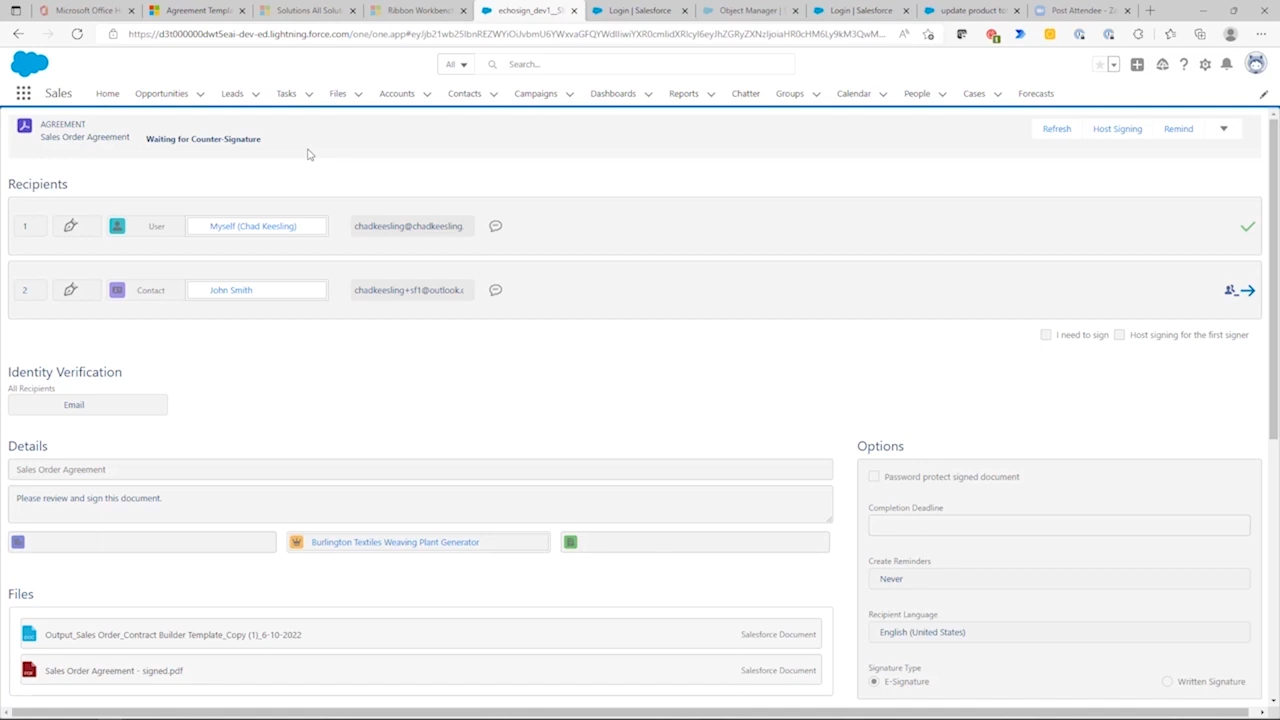 Microsoft Office H
Agreement Templa
Solutions All Solut
Ribbon Workbench
echosign_dev1__SI
Login | Salesforce
Object Manager | S
Login | Salesforce
update product to
Post Attendee - Z
All
Search...
Sales
Home
Opportunities
Leads
Tasks
Files
Accounts
Contacts
Campaigns
Dashboards
Reports
Chatter
Groups
Calendar
People
Cases
Forecasts
AGREEMENT
Sales Order Agreement
Waiting for Counter-Signature
Refresh
Host Signing
Remind
Recipients
1
User
Myself (Chad Keesling)
chadkeesling@chadkeesling.
2
Contact
John Smith
chadkeesling+sf1@outlook.c
I need to sign
Host signing for the first signer
Identity Verification
All Recipients
Email
Details
Sales Order Agreement
Please review and sign this document.
Burlington Textiles Weaving Plant Generator
Options
Password protect signed document
Completion Deadline
Create Reminders
Never
Recipient Language
English (United States)
Signature Type
E-Signature
Written Signature
Files
Output_Sales Order_Contract Builder Template_Copy (1)_6-10-2022
Salesforce Document
Sales Order Agreement - signed.pdf
Salesforce Document